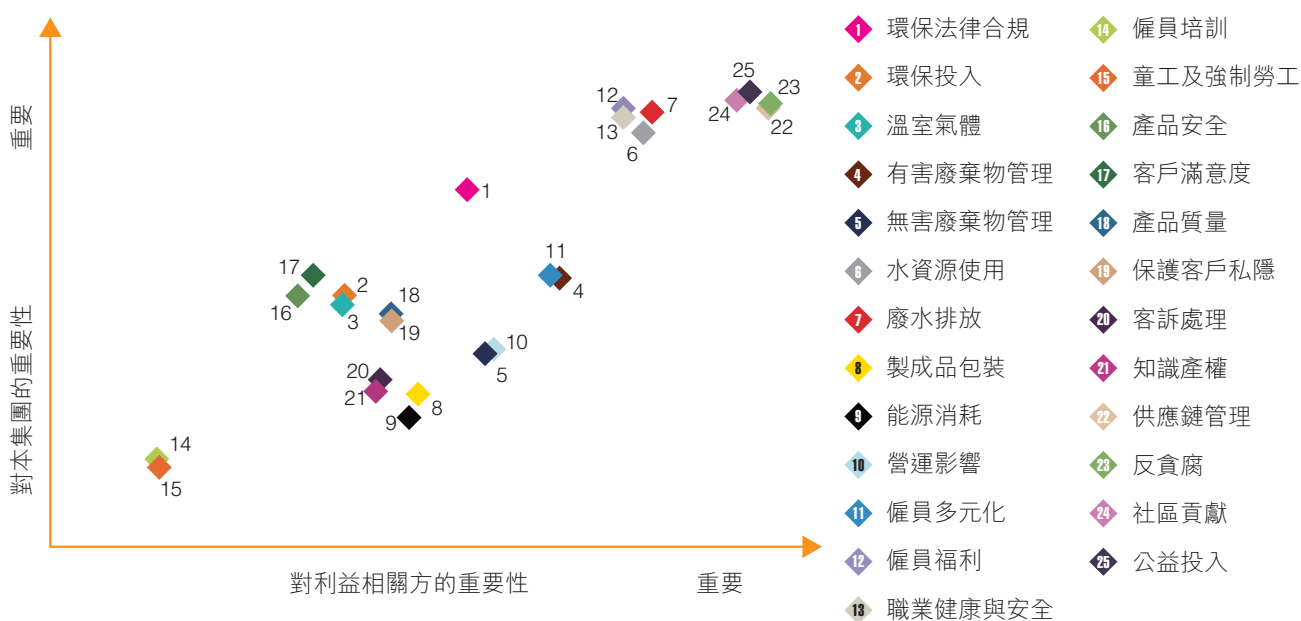 重要
對本集團的重要性
12
13
7
6
25
24
23
22
1
17
16
2
3
18
19
11
4
10
5
20
21
8
9
14
15
對利益相關方的重要性
重要
1 環保法律合規
2 環保投入
3 溫室氣體
4 有害廢棄物管理
5 無害廢棄物管理
6 水資源使用
7 廢水排放
8 製成品包裝
9 能源消耗
10 營運影響
11 僱員多元化
12 僱員福利
13 職業健康與安全
14 僱員培訓
15 童工及強制勞工
16 產品安全
17 客戶滿意度
18 產品質量
19 保護客戶私隱
20 客訴處理
21 知識產權
22 供應鏈管理
23 反貪腐
24 社區貢獻
25 公益投入